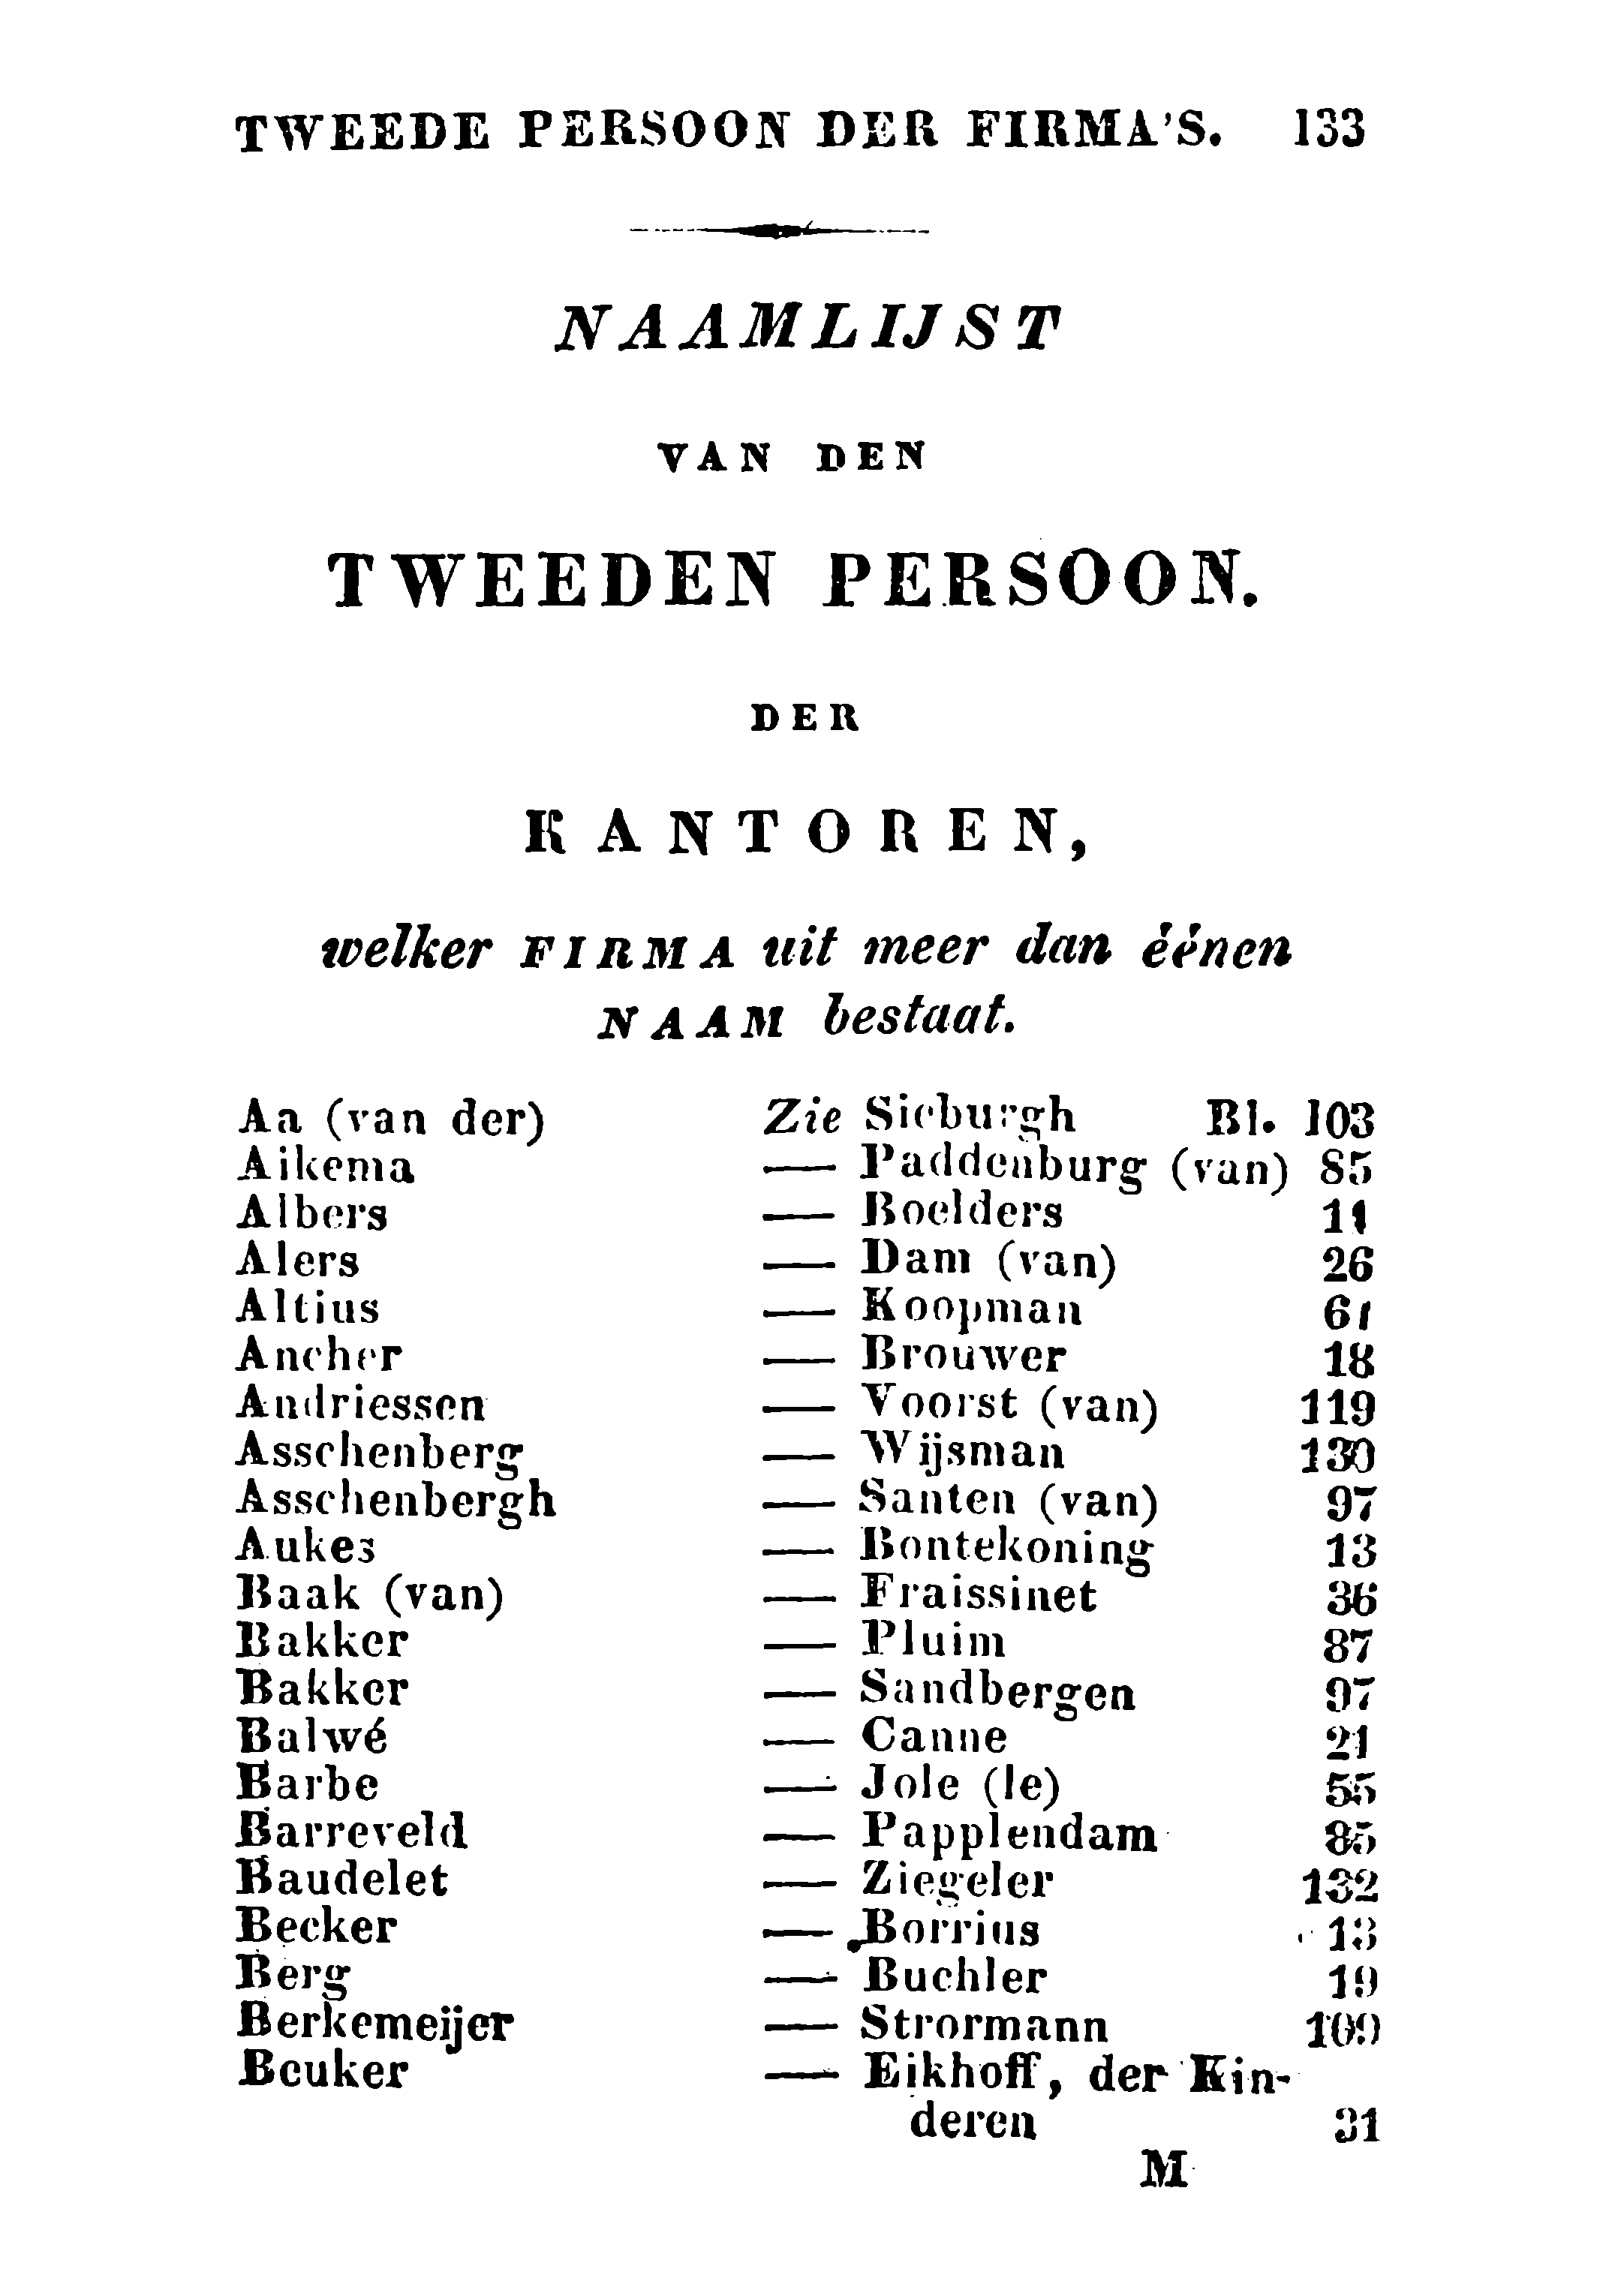 TWEEDE PERSOON DER FIRMA'S. 133
NAAMLIJST
VAN DEN
TWEEDEN PERSOON.
DER
KANTOREN,
welker FIRMA uit meer dan éénen
NAAM bestaat.
Aa (van der) Zie Sieburgh Bl. 103
Aikema — Paddenburg (van) 85
Albers — Boelders 11
Alers — Dam (van) 26
Altius — Koopman 61
Ancher — Brouwer 18
Andriessen — Voorst (van) 119
Asschenberg — Wijsman 130
Asschenbergh — Santen (van) 97
Aukes — Bontekoning 13
Baak (van) — Fraissinet 36
Bakker — Pluim 87
Bakker — Sandbergen 97
Balwé — Canne 21
Barbe — Jole (le) 55
Barreveld — Papplendam 85
Baudelet — Ziegeler 132
Becker — Borrius 13
Berg — Buchler 19
Berkemeijer — Strormann 109
Beuker — Eikhoff, der Kin-
deren 31
M